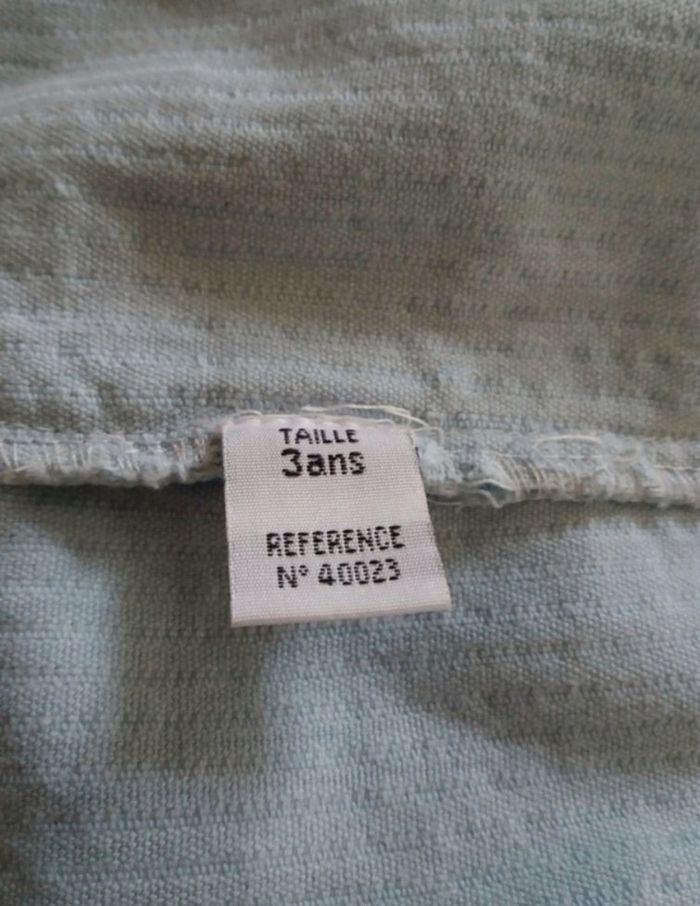 TAILLE
3ans
REFERENCE
N° 40023